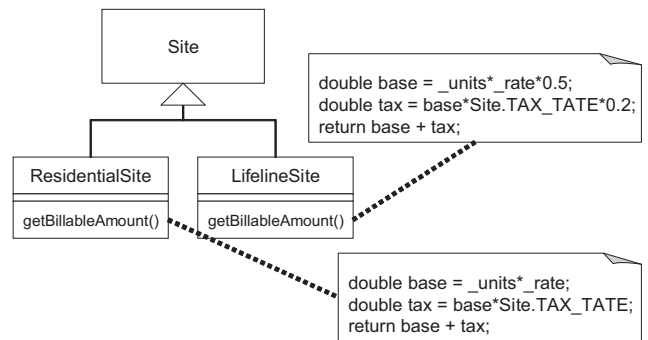 Site
double base = _units*_rate*0.5;
double tax = base*Site.TAX_TATE*0.2;
return base + tax;
ResidentialSite
LifelineSite
getBillableAmount()
getBillableAmount()
double base = _units*_rate;
double tax = base*Site.TAX_TATE;
return base + tax;